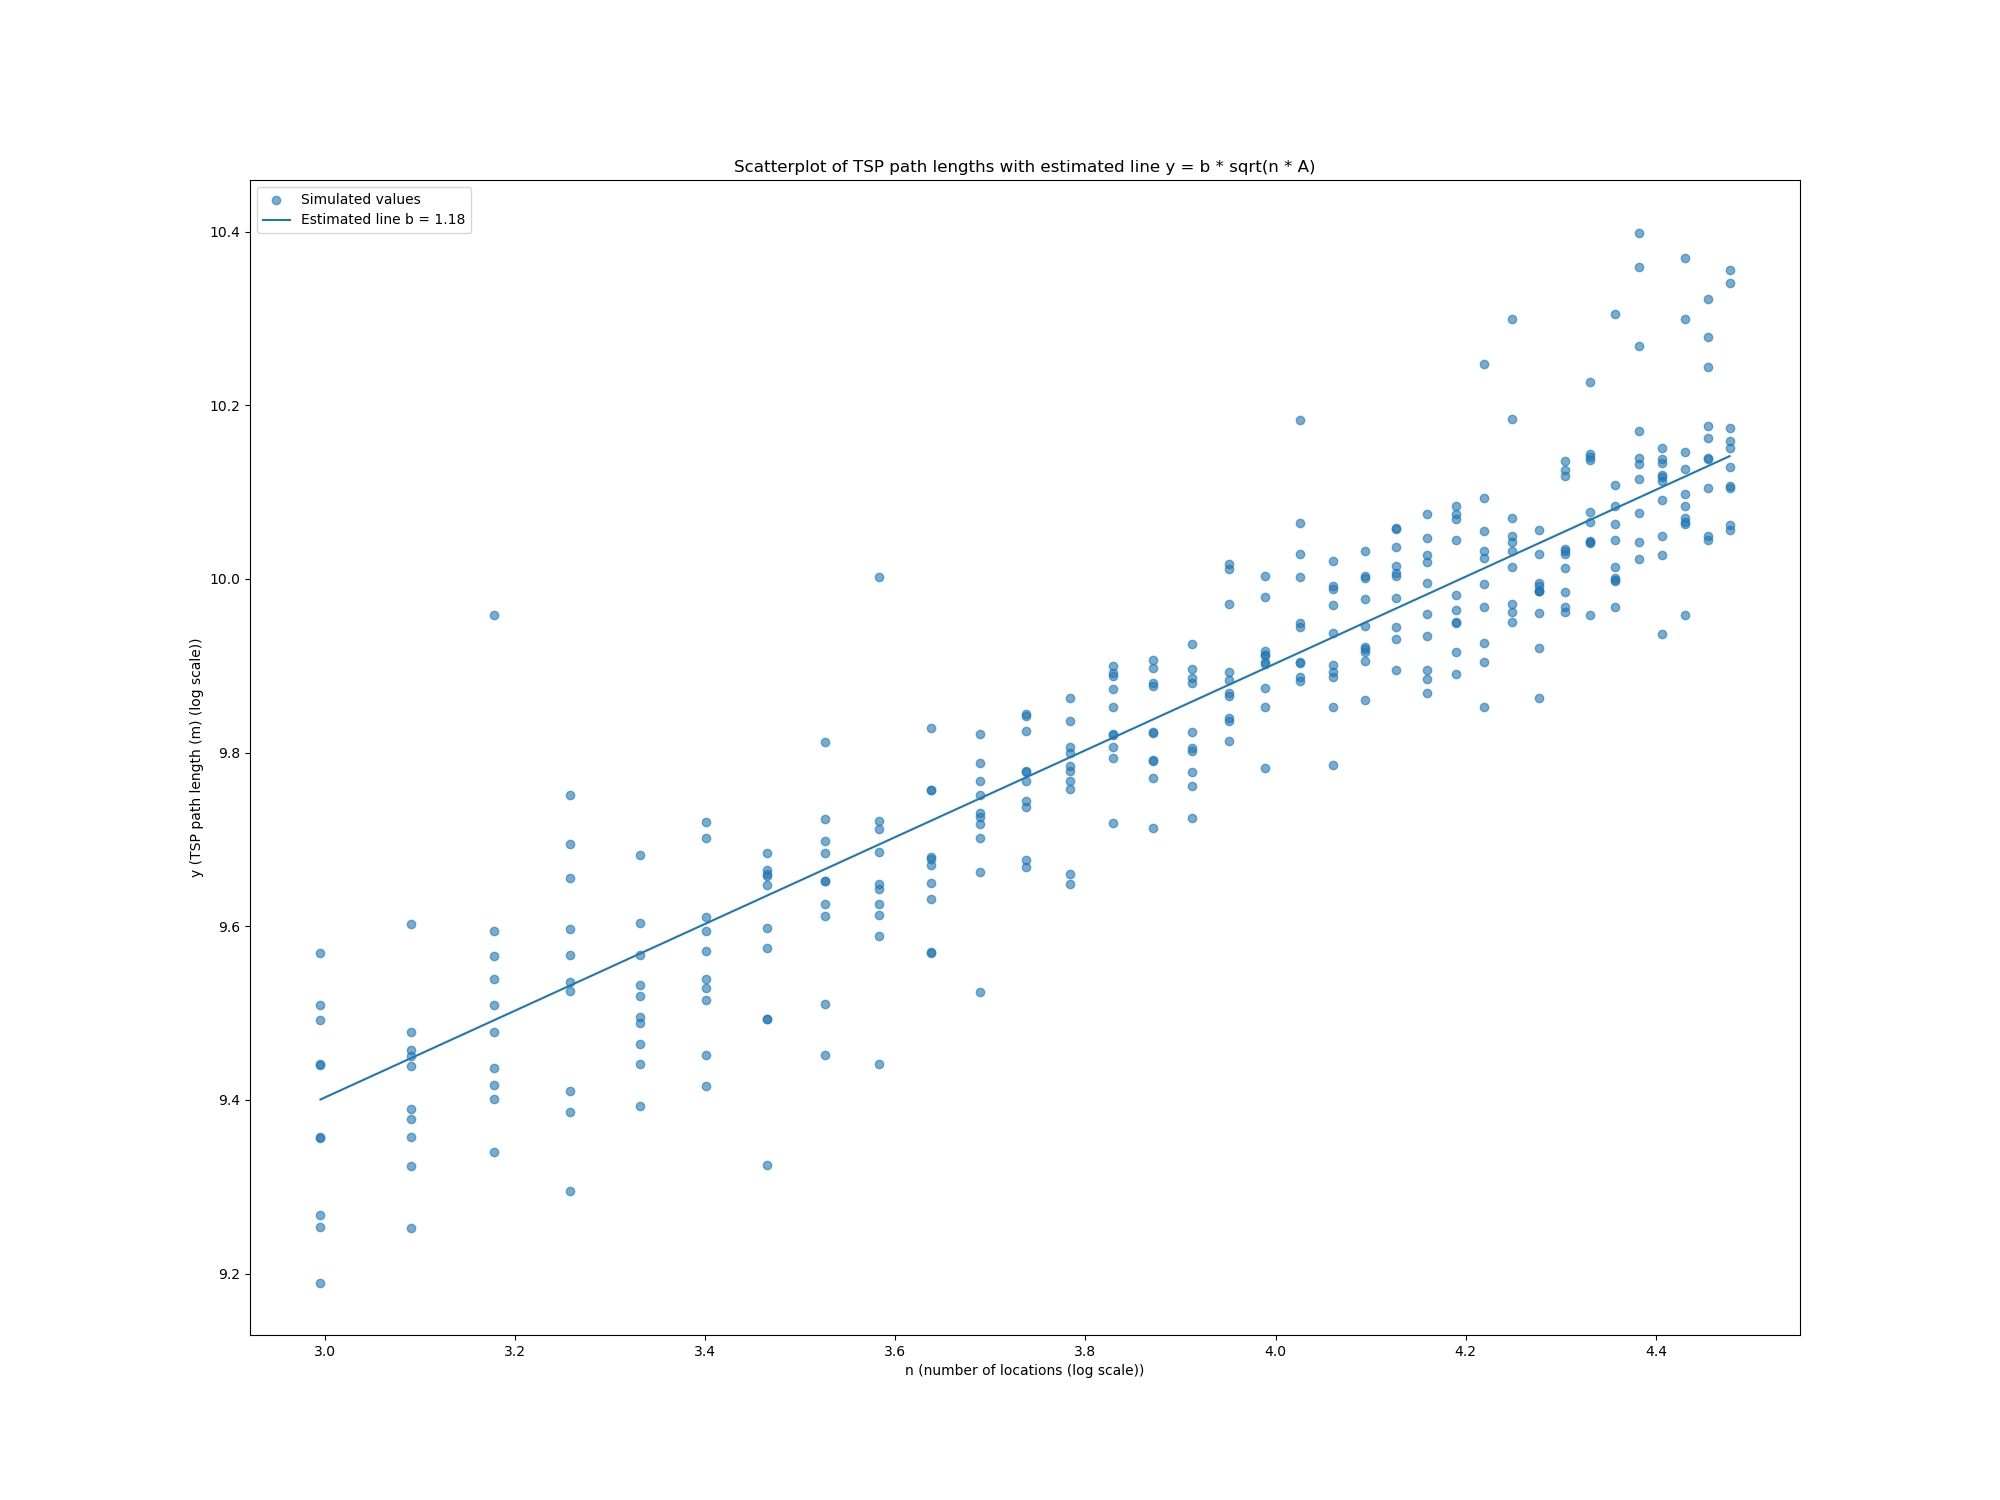 Scatterplot of TSP path lengths with estimated line y = b * sqrt(n * A)
Simulated values
Estimated line b = 1.18
y (TSP path length (m) (log scale))
10.4
10.2
10.0
9.8
9.6
9.4
9.2
3.0 3.2 3.4 3.6 3.8 4.0 4.2 4.4
n (number of locations (log scale))